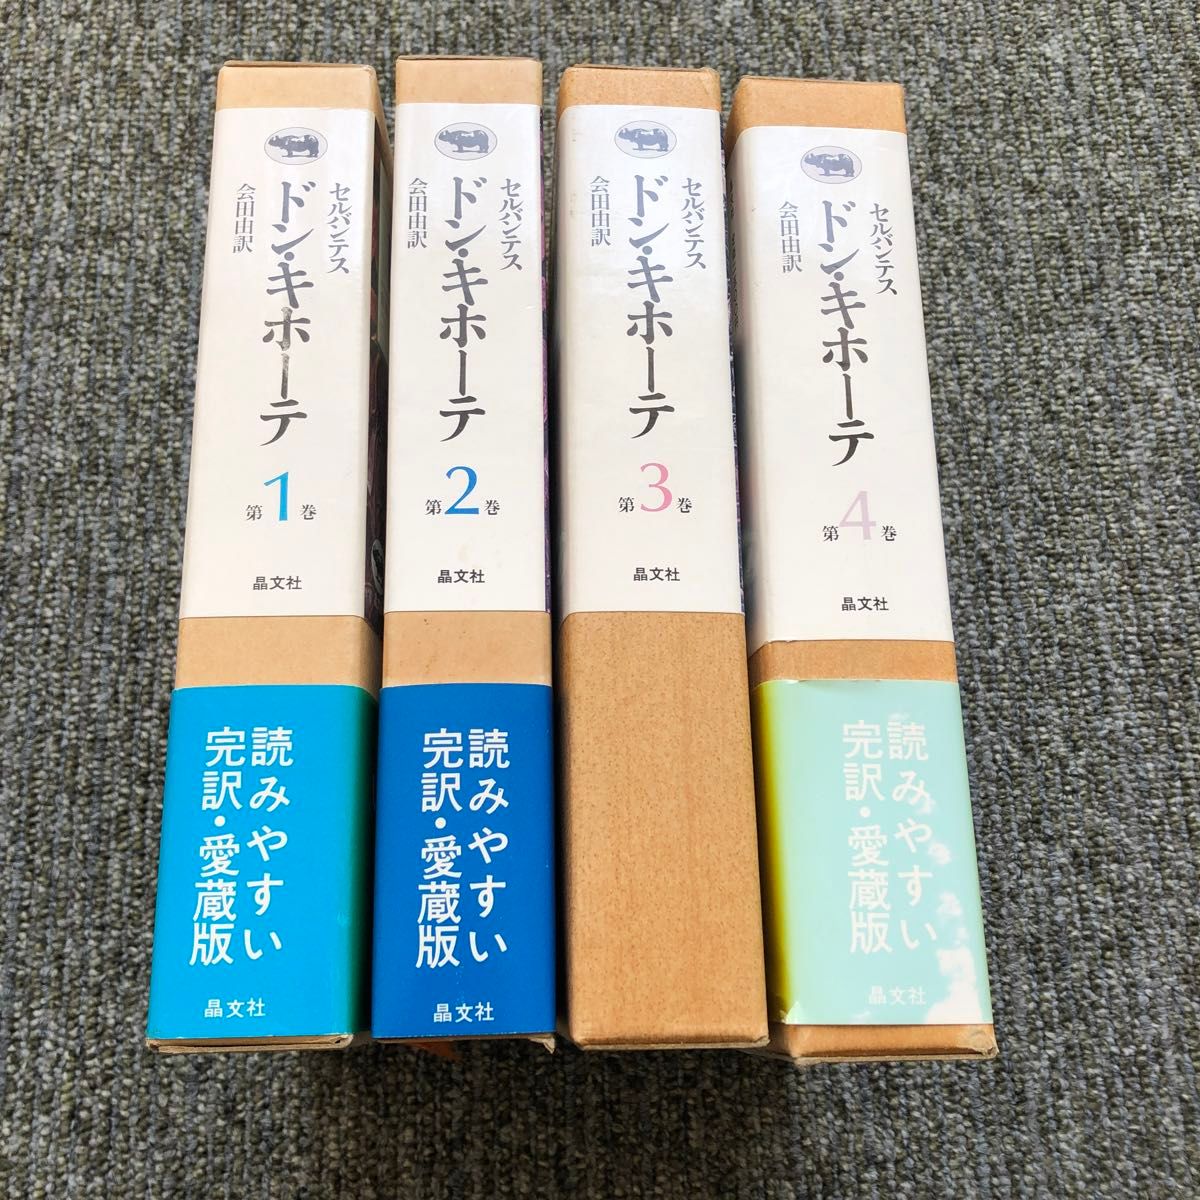 セルバンテス
ドン・キホーテ
会田由訳
第1巻
晶文社
読みやすい
完訳・愛蔵版
晶文社
セルバンテス
ドン・キホーテ
会田由訳
第2巻
晶文社
読みやすい
完訳・愛蔵版
晶文社
セルバンテス
ドン・キホーテ
会田由訳
第3巻
晶文社
セルバンテス
ドン・キホーテ
会田由訳
第4巻
晶文社
読みやすい
完訳・愛蔵版
晶文社